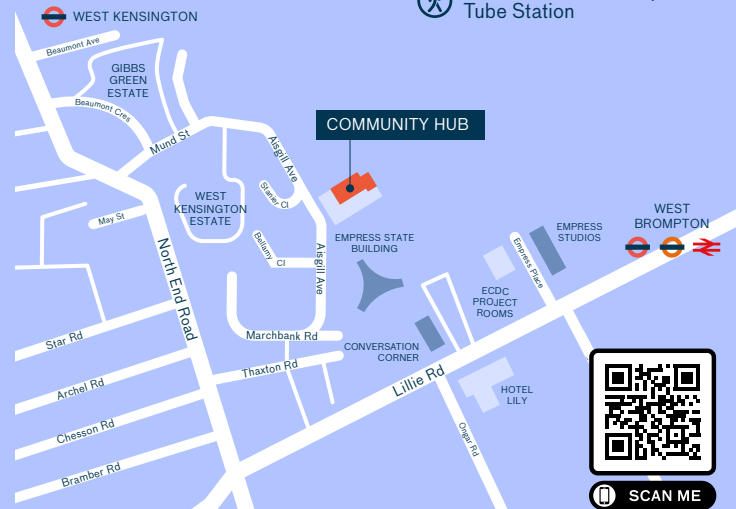 Tube Station
WEST KENSINGTON
Beaumont Ave
GIBBS
GREEN
ESTATE
Beaumont Cres
Mund St
COMMUNITY HUB
Aisgill Ave
Stanier Cl
WEST
KENSINGTON
ESTATE
May St
Bellamy
Cl
Aisgill Ave
EMPRESS STATE
BUILDING
EMPRESS
STUDIOS
WEST
BROMPTON
Empress Place
North End Road
ECDC
PROJECT
ROOMS
Star Rd
Marchbank Rd
CONVERSATION
CORNER
Thaxton Rd
Lillie Rd
HOTEL
LILY
Archel Rd
Chesson Rd
Ongar Rd
Bramber Rd
SCAN ME